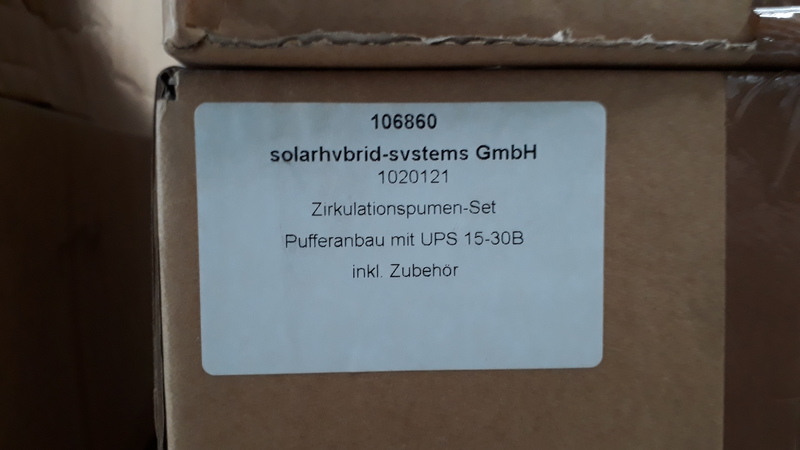 106860
solarhvbrid-svstems GmbH
1020121
Zirkulationspumen-Set
Pufferanbau mit UPS 15-30B
inkl. Zubehör